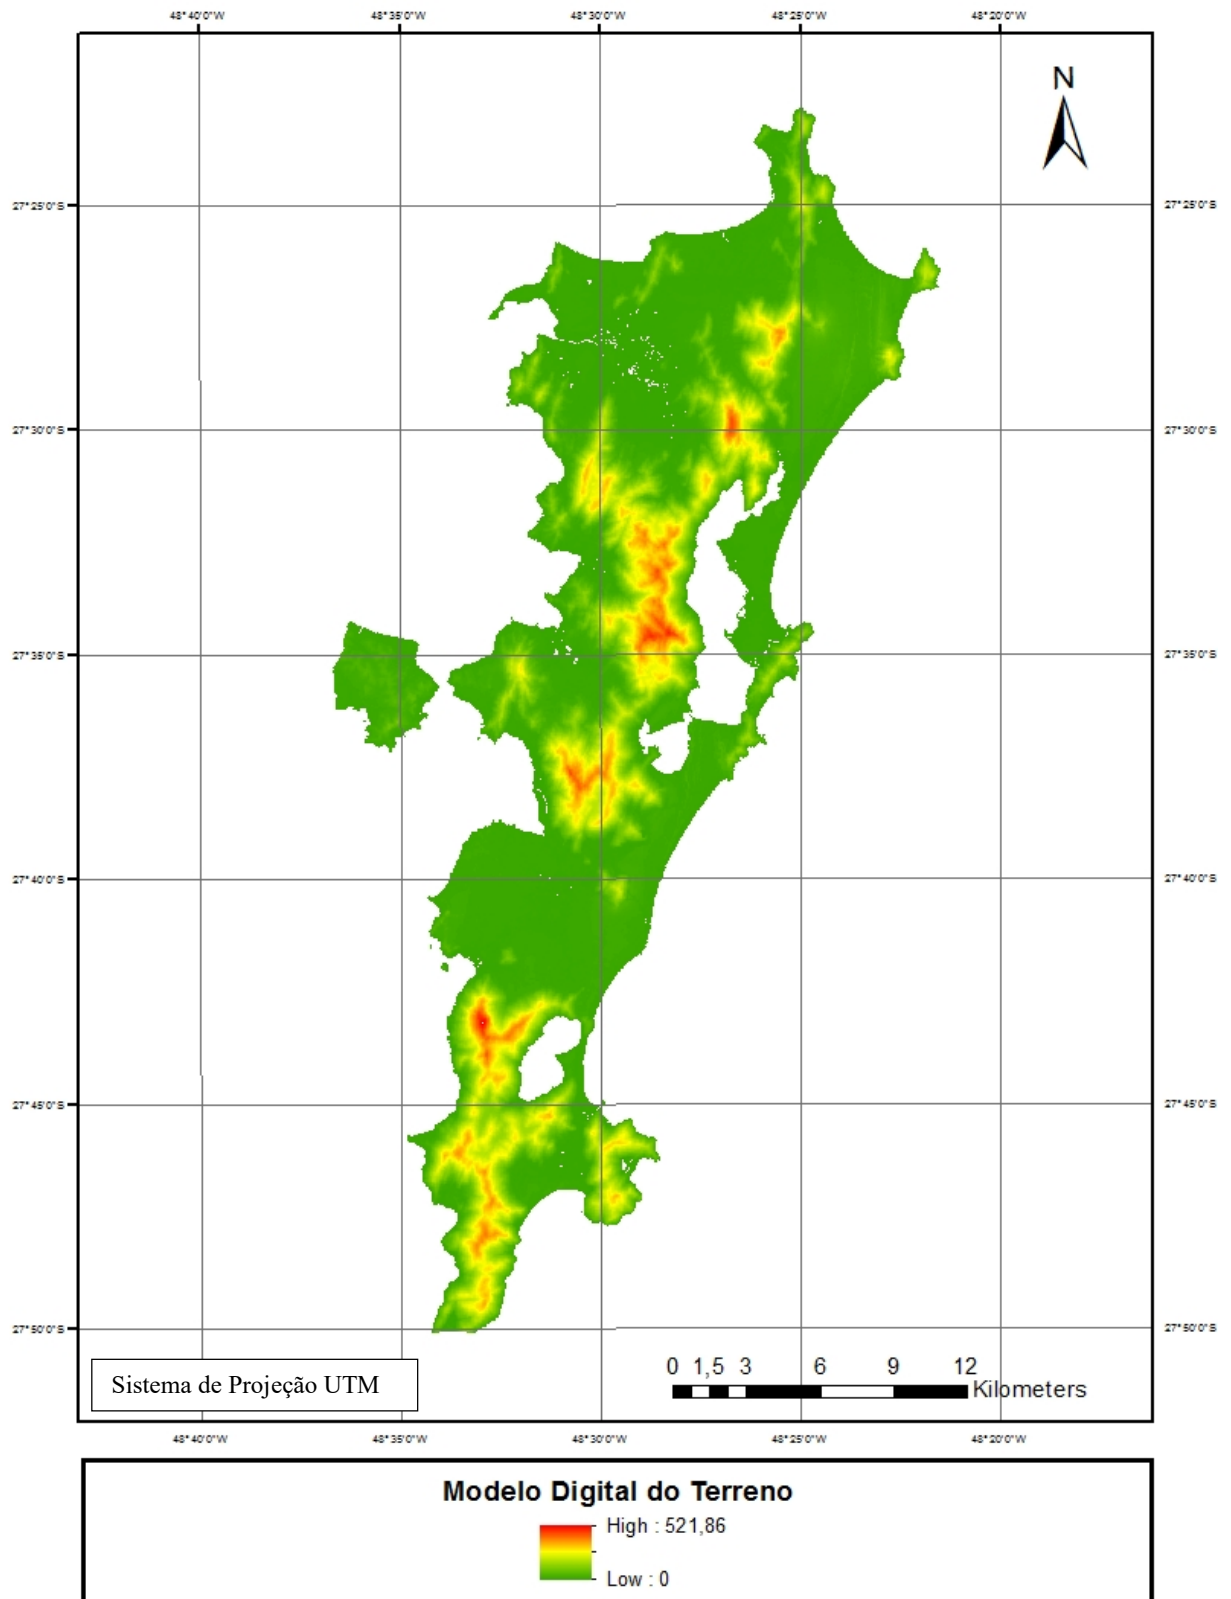 48°40'0"W 48°35'0"W 48°30'0"W 48°25'0"W 48°20'0"W
N
27°25'0"S 27°25'0"S
27°30'0"S 27°30'0"S
27°35'0"S 27°35'0"S
27°40'0"S 27°40'0"S
27°45'0"S 27°45'0"S
27°50'0"S 27°50'0"S
0 1,5 3 6 9 12
Sistema de Projeção UTM
Kilometers
48°40'0"W 48°35'0"W 48°30'0"W 48°25'0"W 48°20'0"W
Modelo Digital do Terreno
High : 521,86
Low : 0